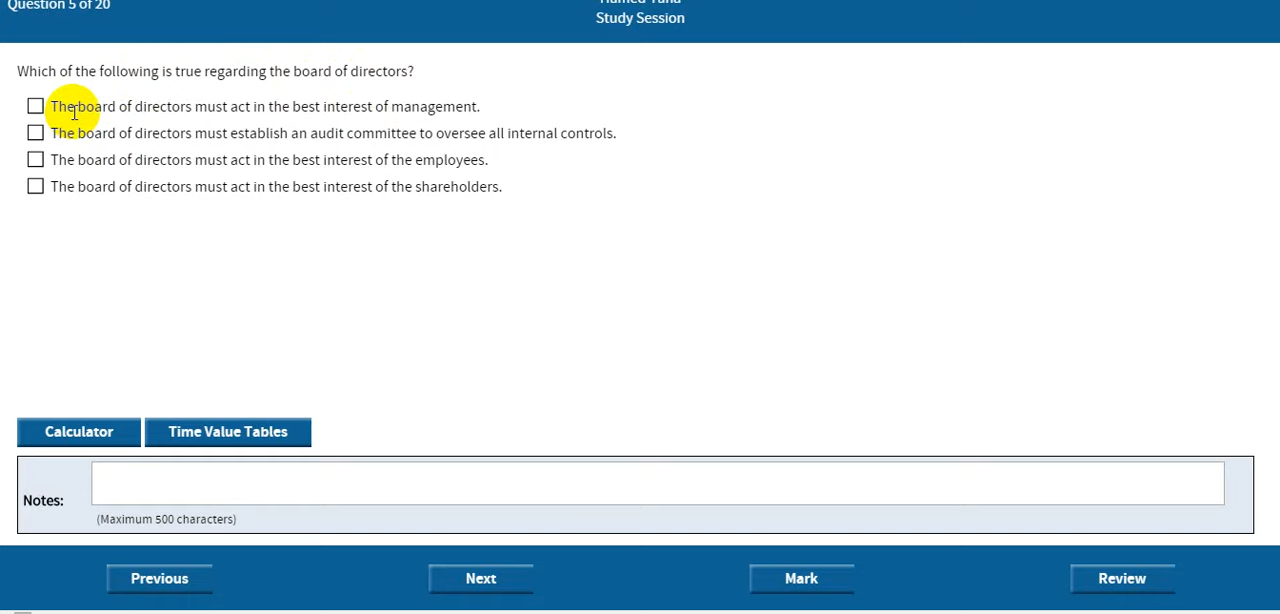 Question 5 of 20
Study Session
Which of the following is true regarding the board of directors?
The board of directors must act in the best interest of management.
The board of directors must establish an audit committee to oversee all internal controls.
The board of directors must act in the best interest of the employees.
The board of directors must act in the best interest of the shareholders.
Calculator
Time Value Tables
Notes:
(Maximum 500 characters)
Previous
Next
Mark
Review